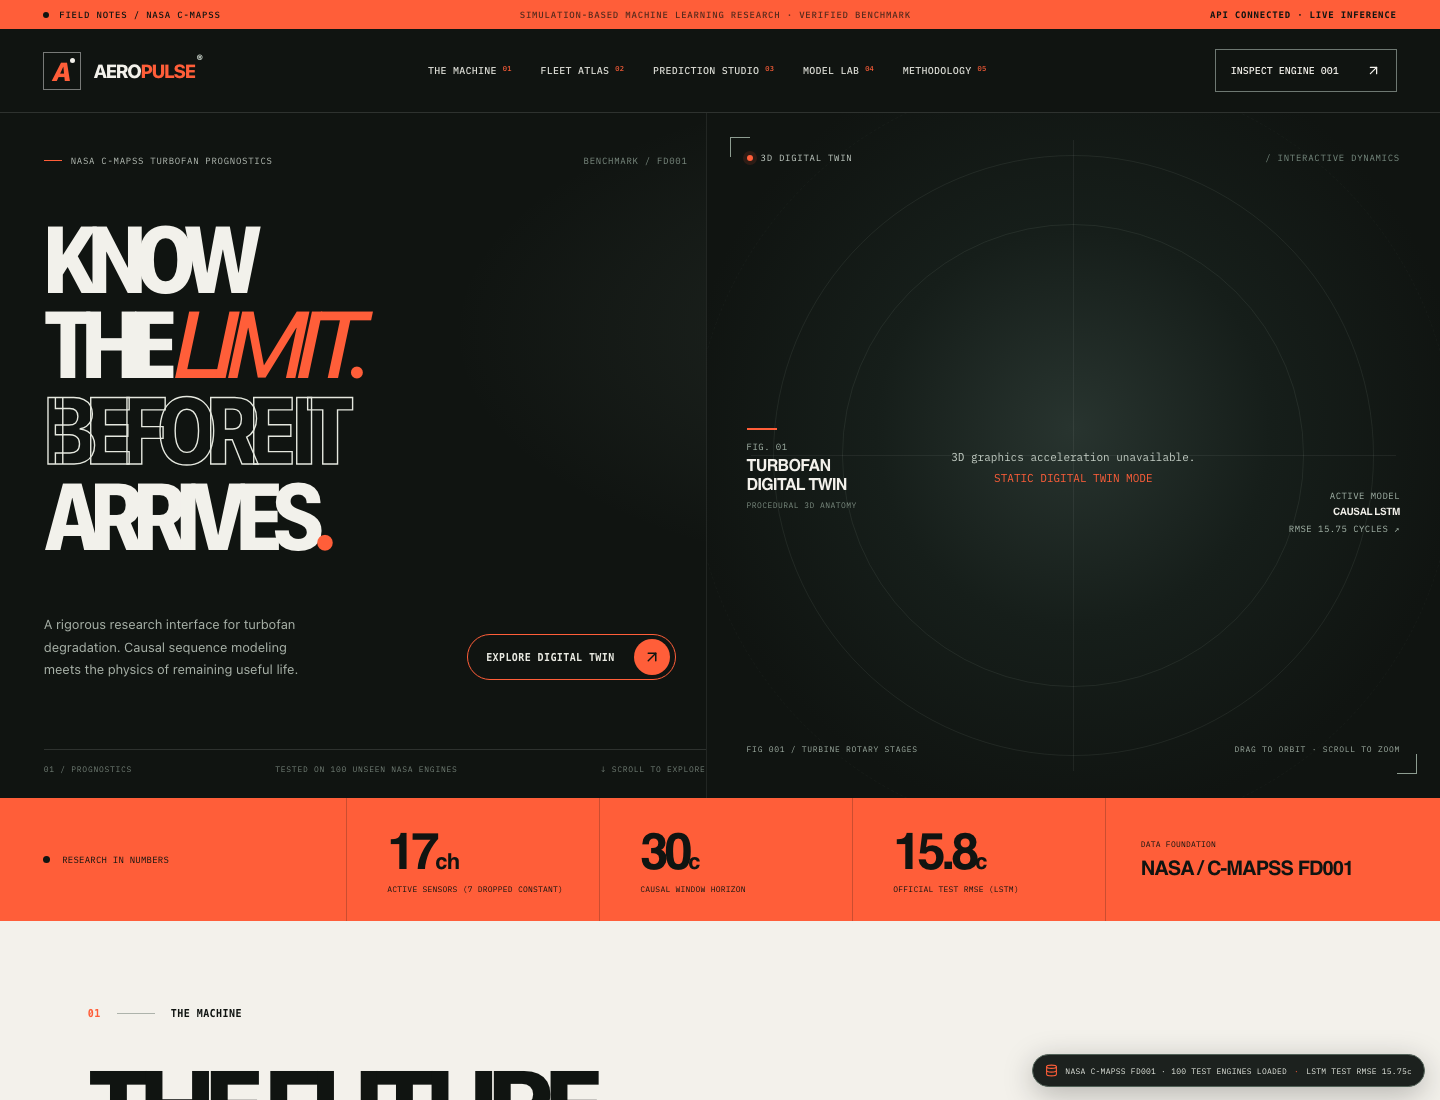 FIELD NOTES / NASA C-MAPSS
SIMULATION-BASED MACHINE LEARNING RESEARCH · VERIFIED BENCHMARK
API CONNECTED · LIVE INFERENCE
A
AEROPULSE®
THE MACHINE 01
FLEET ATLAS 02
PREDICTION STUDIO 03
MODEL LAB 04
METHODOLOGY 05
INSPECT ENGINE 001
NASA C-MAPSS TURBOFAN PROGNOSTICS
BENCHMARK / FD001
KNOW
THE LIMIT.
BEFORE IT
ARRIVES.
A rigorous research interface for turbofan
degradation. Causal sequence modeling
meets the physics of remaining useful life.
EXPLORE DIGITAL TWIN
01 / PROGNOSTICS
TESTED ON 100 UNSEEN NASA ENGINES
↓ SCROLL TO EXPLORE
3D DIGITAL TWIN
/ INTERACTIVE DYNAMICS
FIG. 01
TURBOFAN
DIGITAL TWIN
PROCEDURAL 3D ANATOMY
3D graphics acceleration unavailable.
STATIC DIGITAL TWIN MODE
ACTIVE MODEL
CAUSAL LSTM
RMSE 15.75 CYCLES ↗
FIG 001 / TURBINE ROTARY STAGES
DRAG TO ORBIT · SCROLL TO ZOOM
RESEARCH IN NUMBERS
17ch
ACTIVE SENSORS (7 DROPPED CONSTANT)
30c
CAUSAL WINDOW HORIZON
15.8c
OFFICIAL TEST RMSE (LSTM)
DATA FOUNDATION
NASA / C-MAPSS FD001
01
THE MACHINE
THE FUTURE
NASA C-MAPSS FD001 · 100 TEST ENGINES LOADED · LSTM TEST RMSE 15.75c